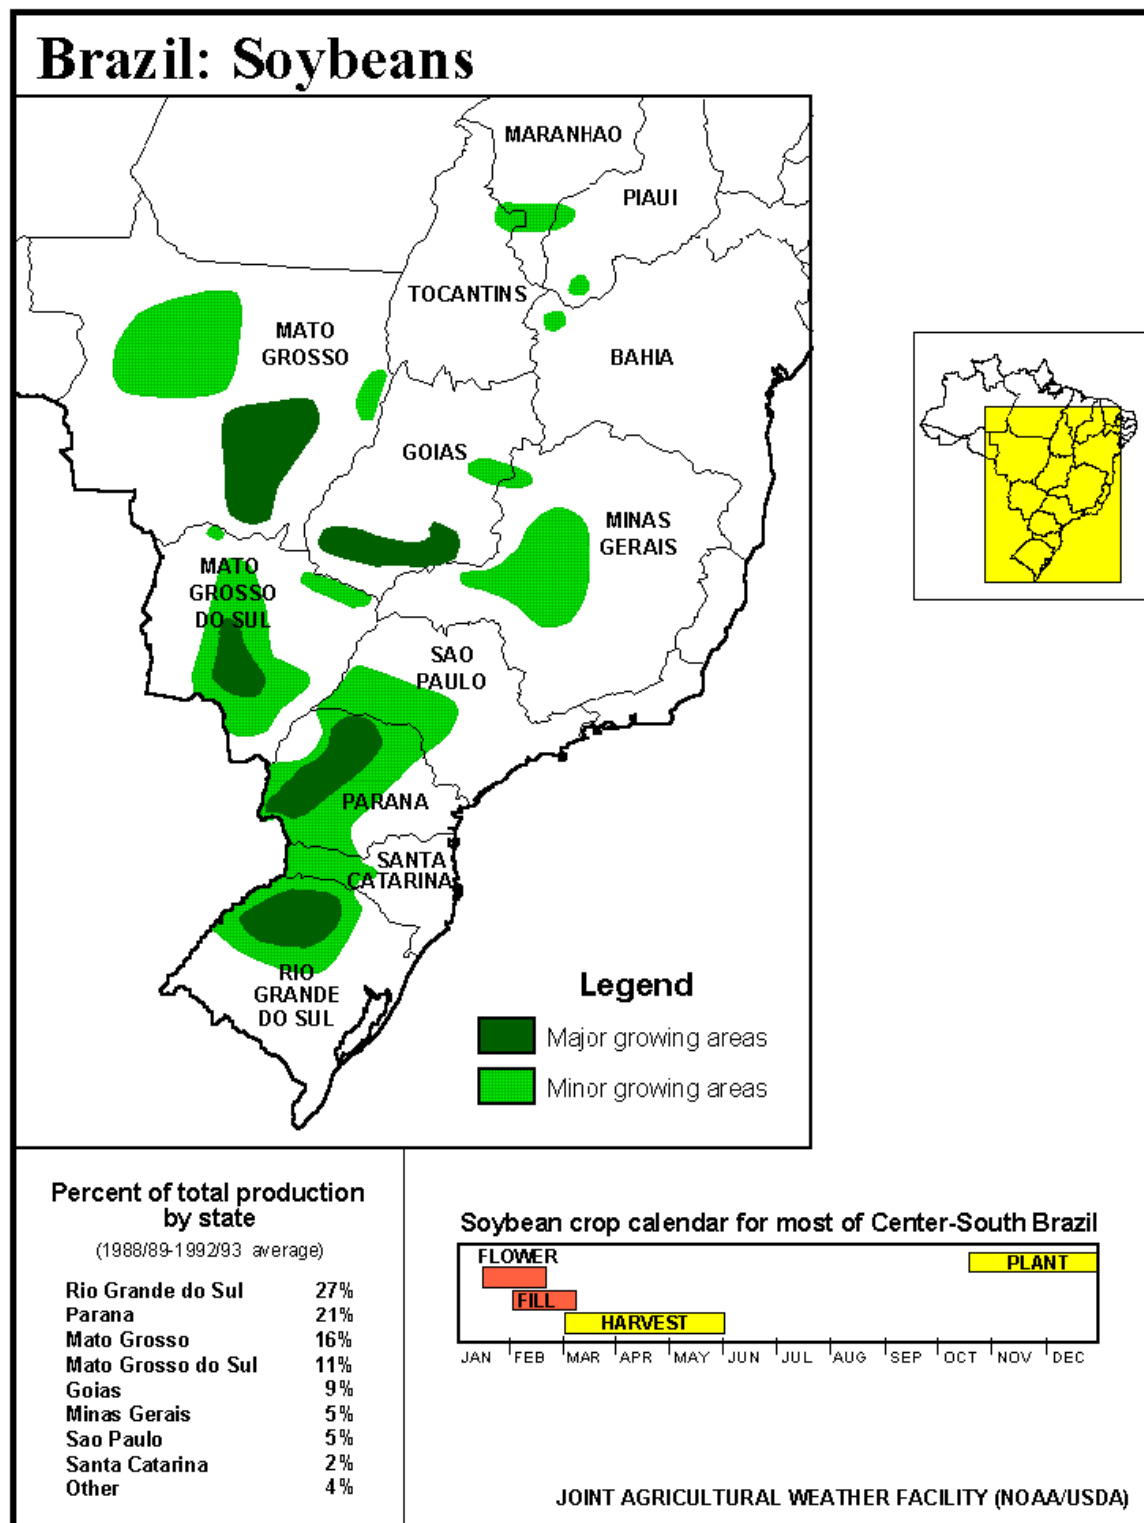 Brazil: Soybeans
MARANHAO
PIAUI
TOCANTINS
MATO
GROSSO
BAHIA
GOIAS
MINAS
GERAIS
MATO
GROSSO
DO SUL
SAO
PAULO
PARANA
SANTA
CATARINA
RIO
GRANDE
DO SUL
Legend
Major growing areas
Minor growing areas
Percent of total production
by state
(1988/89-1992/93 average)
Rio Grande do Sul 27%
Parana 21%
Mato Grosso 16%
Mato Grosso do Sul 11%
Goias 9%
Minas Gerais 5%
Sao Paulo 5%
Santa Catarina 2%
Other 4%
Soybean crop calendar for most of Center-South Brazil
FLOWER
PLANT
FILL
HARVEST
JAN FEB MAR APR MAY JUN JUL AUG SEP OCT NOV DEC
JOINT AGRICULTURAL WEATHER FACILITY (NOAA/USDA)